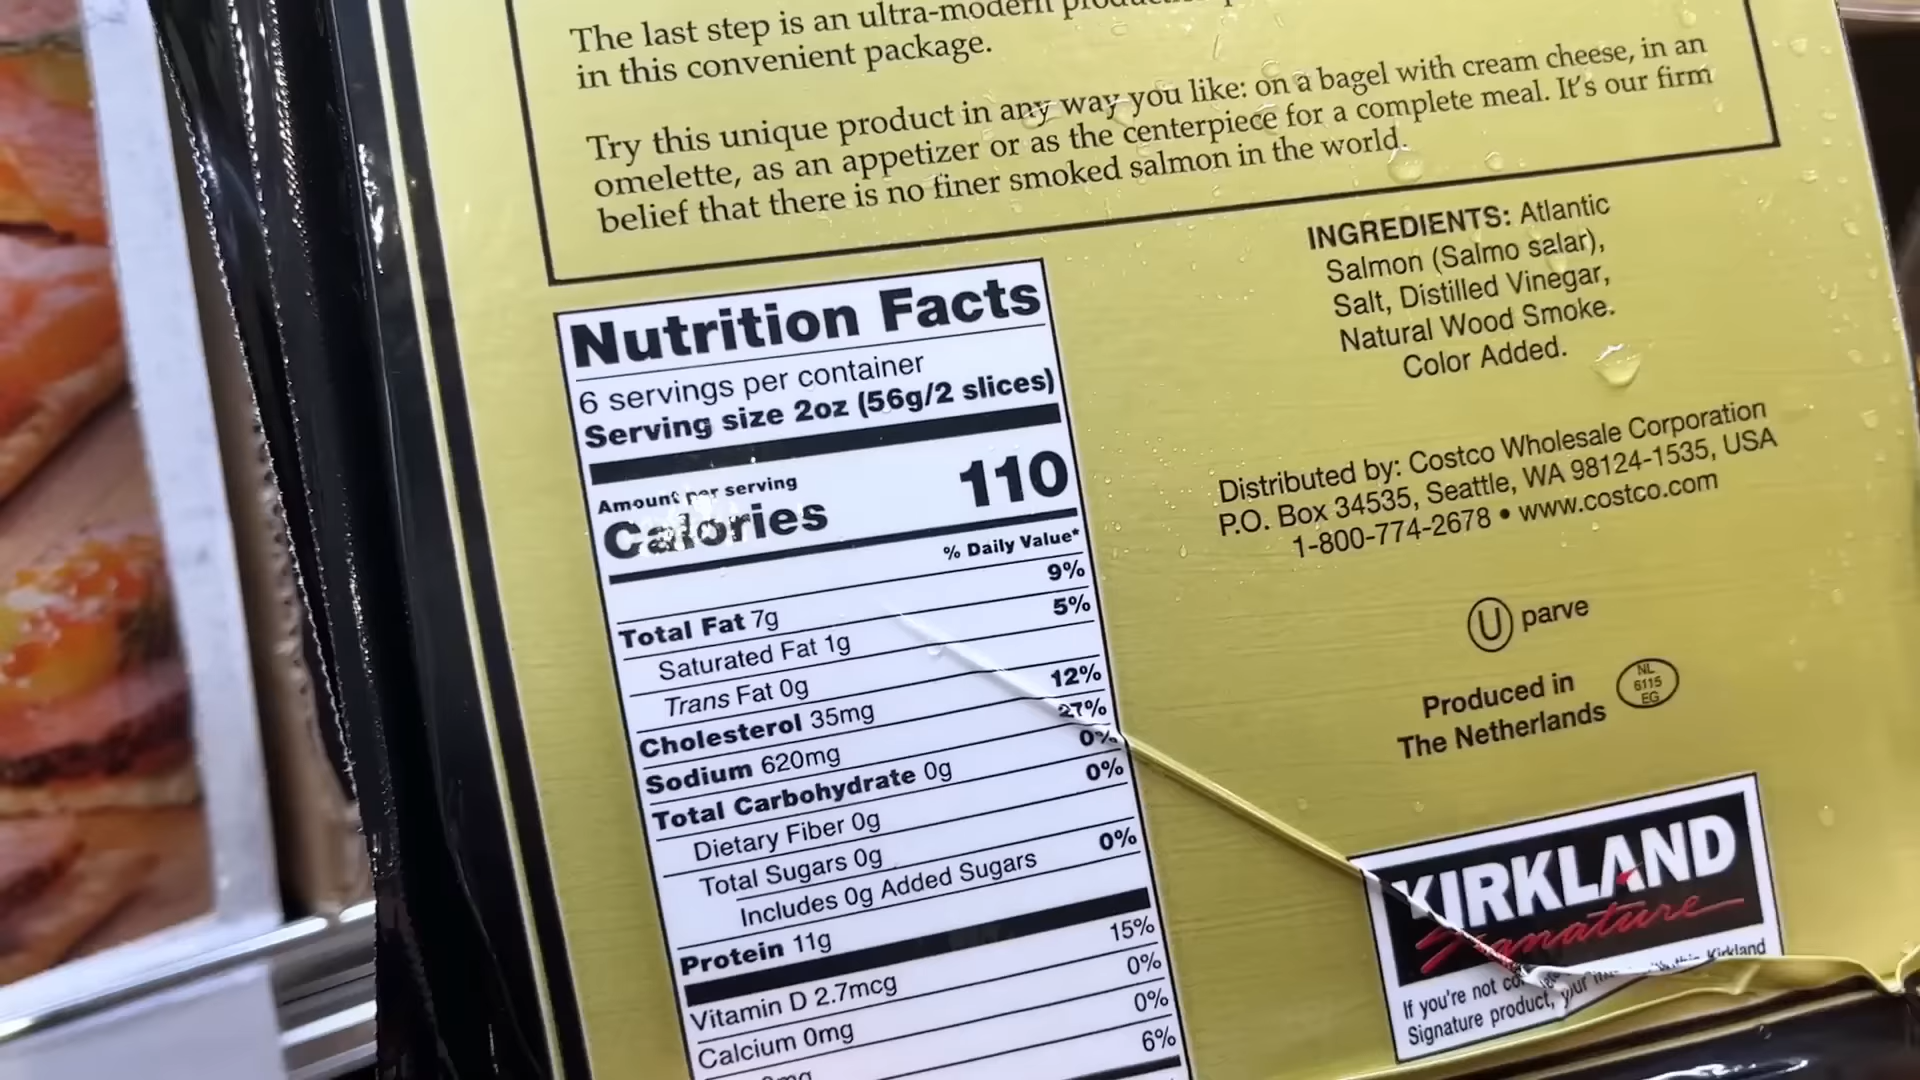 The last step is an ultra-modern
in this convenient package.
Try this unique product in any way you like: on a bagel with cream cheese, in an
omelette, as an appetizer or as the centerpiece for a complete meal. It's our firm
belief that there is no finer smoked salmon in the world.
Nutrition Facts
6 servings per container
Serving size 2oz (56g/2 slices)
Amount per serving
Calories 110
% Daily Value*
Total Fat 7g 9%
Saturated Fat 1g 5%
Trans Fat 0g
Cholesterol 35mg 12%
Sodium 620mg 27%
Total Carbohydrate 0g 0%
Dietary Fiber 0g 0%
Total Sugars 0g
Includes 0g Added Sugars 0%
Protein 11g
Vitamin D 2.7mcg 15%
Calcium 0mg 0%
0%
6%
INGREDIENTS: Atlantic
Salmon (Salmo salar),
Salt, Distilled Vinegar,
Natural Wood Smoke.
Color Added.
Distributed by: Costco Wholesale Corporation
P.O. Box 34535, Seattle, WA 98124-1535, USA
1-800-774-2678 • www.costco.com
U parve
Produced in
The Netherlands
NL
6115
EG
KIRKLAND
Signature
If you're not Kirkland
Signature product, your